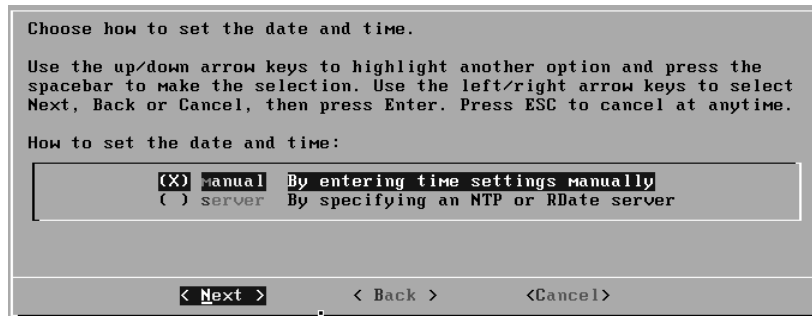 Choose how to set the date and time.
Use the up/down arrow keys to highlight another option and press the
spacebar to make the selection. Use the left/right arrow keys to select
Next, Back or Cancel, then press Enter. Press ESC to cancel at anytime.
How to set the date and time:
(X) manual By entering time settings manually
( ) server By specifying an NTP or RDate server
< Next > < Back > <Cancel>